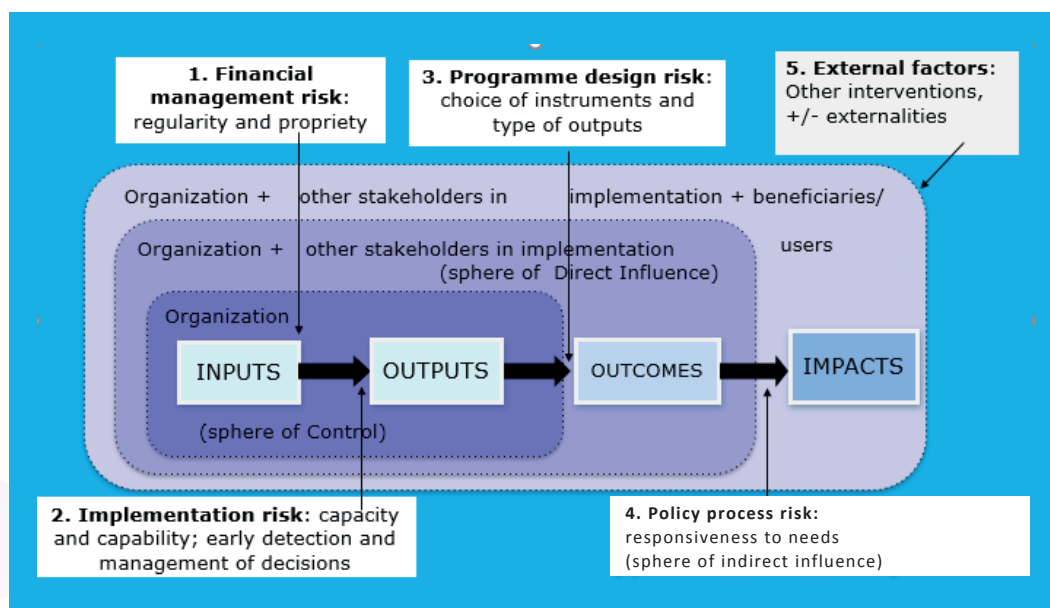 1. Financial
management risk:
regularity and propriety
3. Programme design risk:
choice of instruments and
type of outputs
5. External factors:
Other interventions,
+/- externalities
Organization + other stakeholders in implementation + beneficiaries/
users
Organization + other stakeholders in implementation
(sphere of Direct Influence)
Organization
INPUTS
OUTPUTS
OUTCOMES
IMPACTS
(sphere of Control)
2. Implementation risk: capacity
and capability; early detection and
management of decisions
4. Policy process risk:
responsiveness to needs
(sphere of indirect influence)